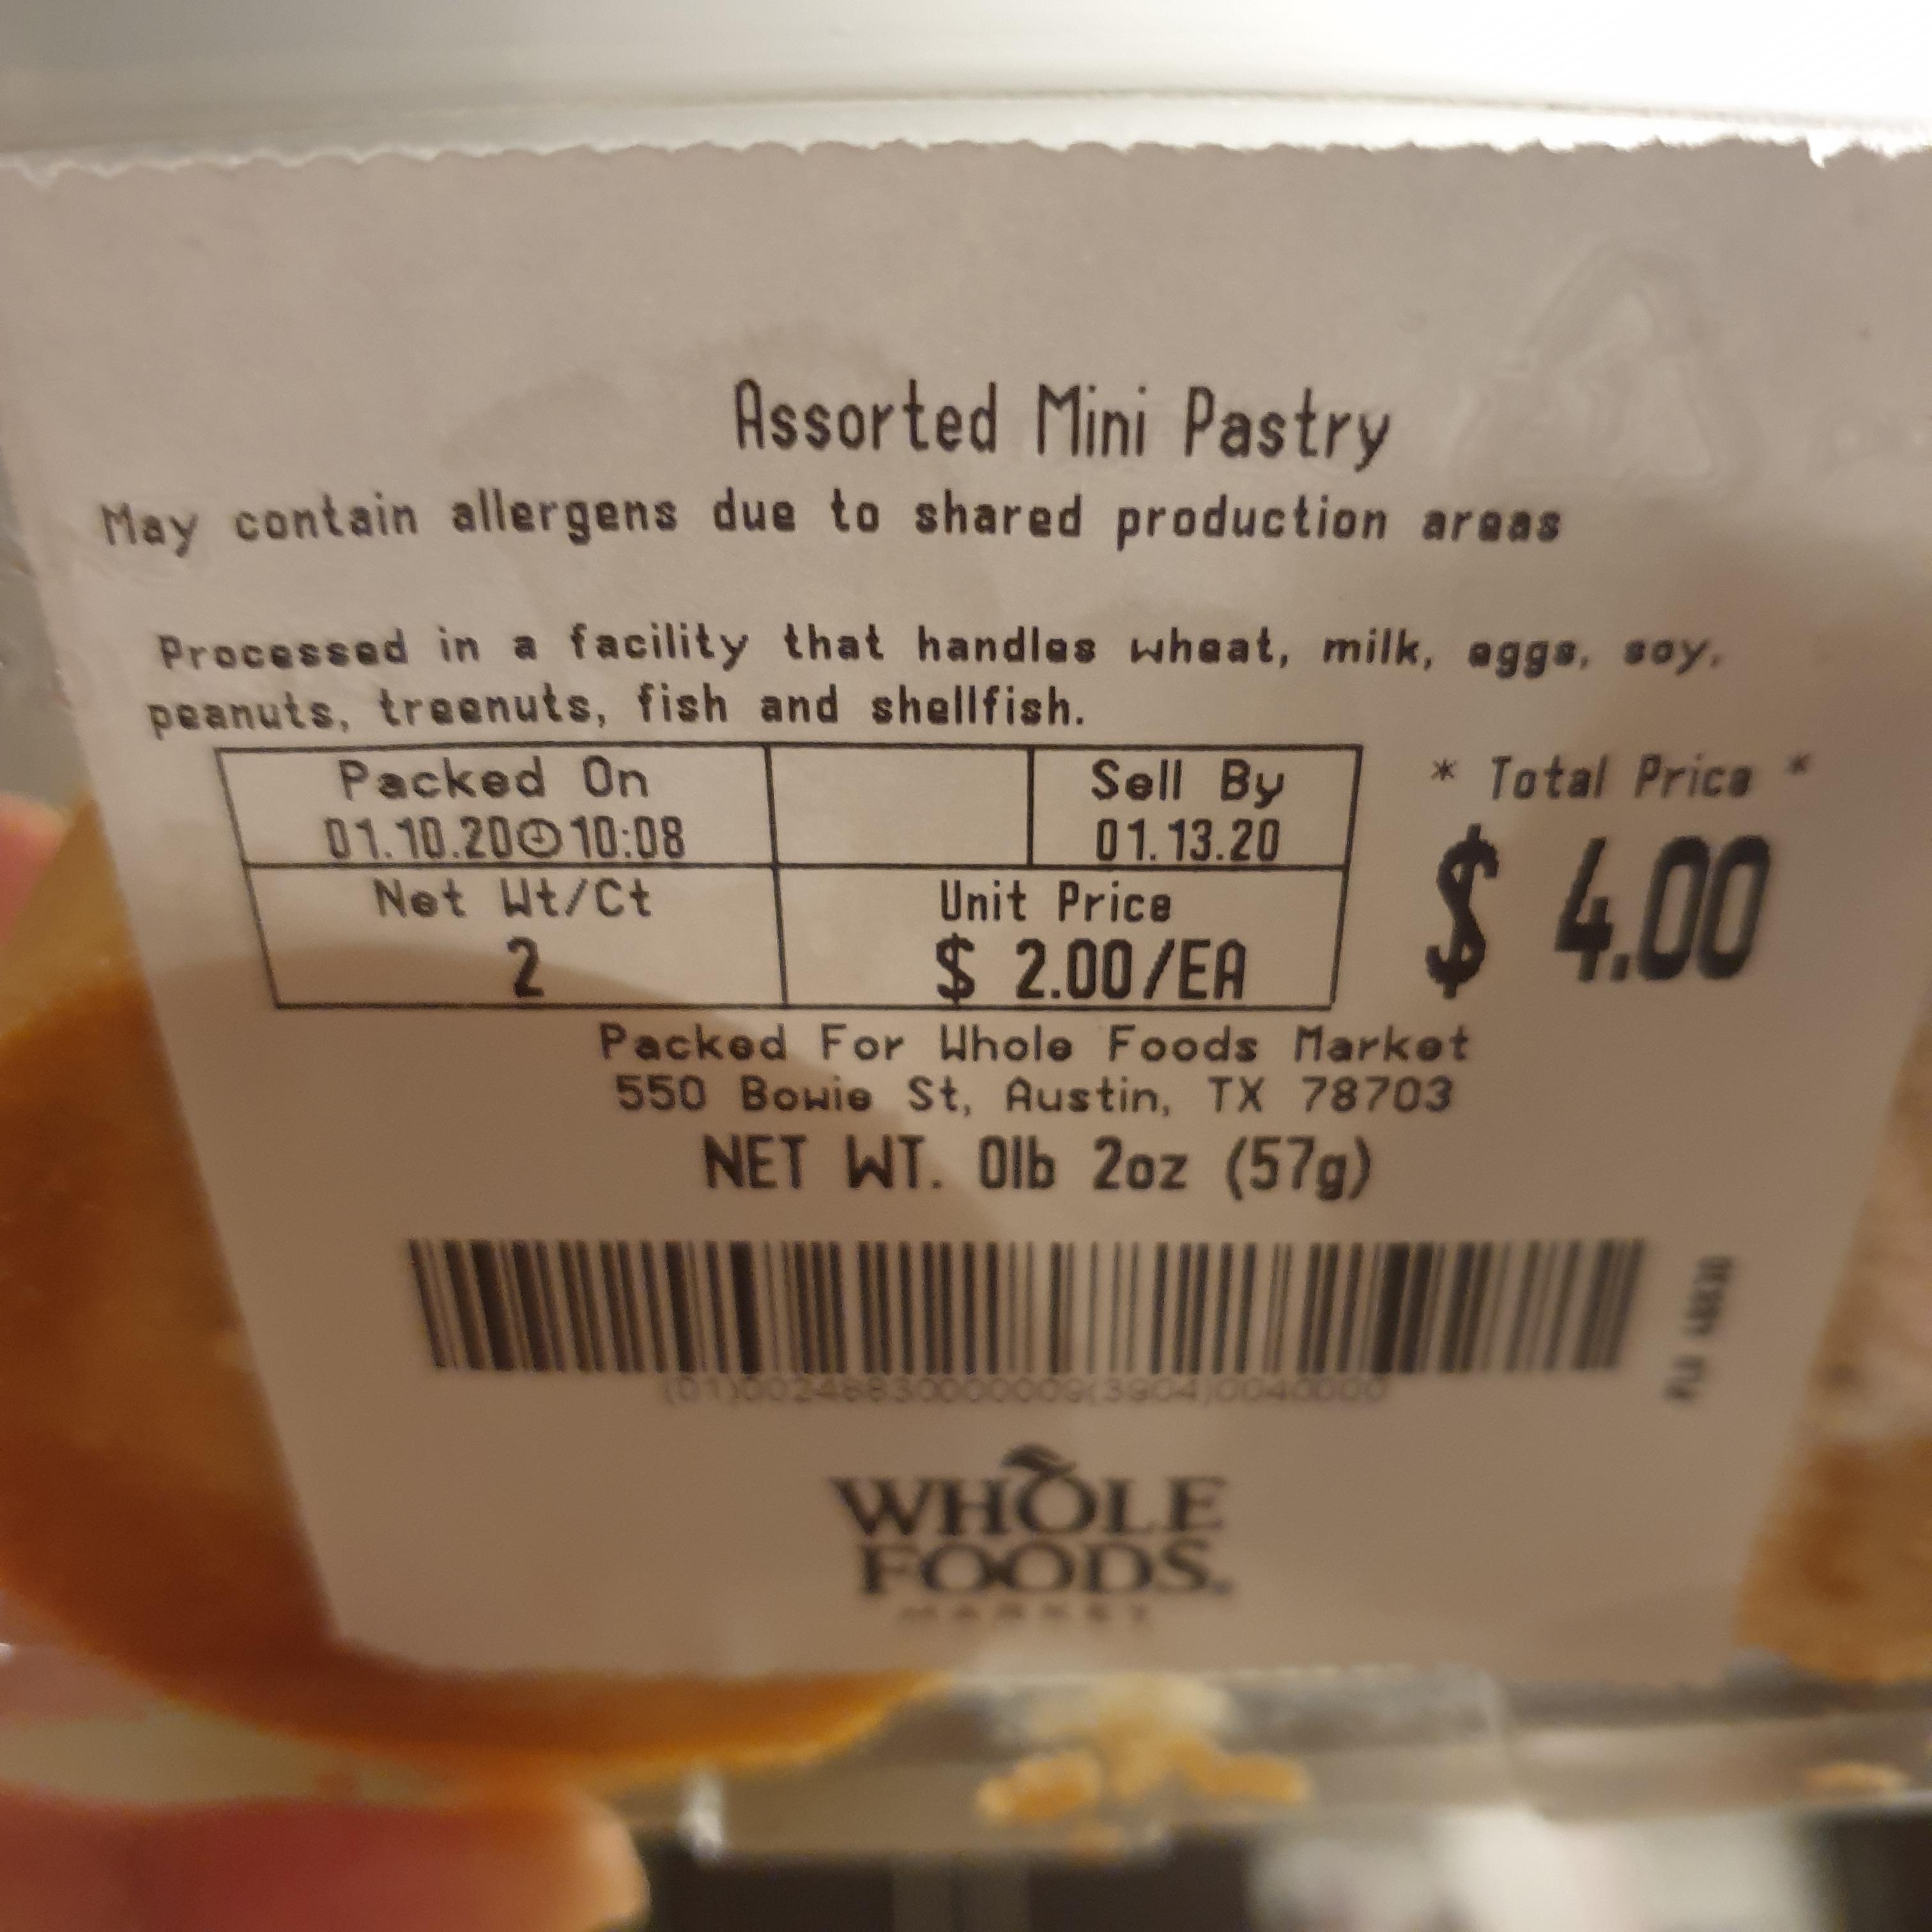 Assorted Mini Pastry
May contain allergens due to shared production areas
Processed in a facility that handles wheat, milk, eggs, soy,
peanuts, treenuts, fish and shellfish.
Packed On
01.10.20 10:08
Sell By
01.13.20
* Total Price *
$ 4.00
Net Wt/Ct
2
Unit Price
$ 2.00/EA
Packed For Whole Foods Market
550 Bowie St, Austin, TX 78703
NET WT. 0lb 2oz (57g)
WHOLE
FOODS
MARKET